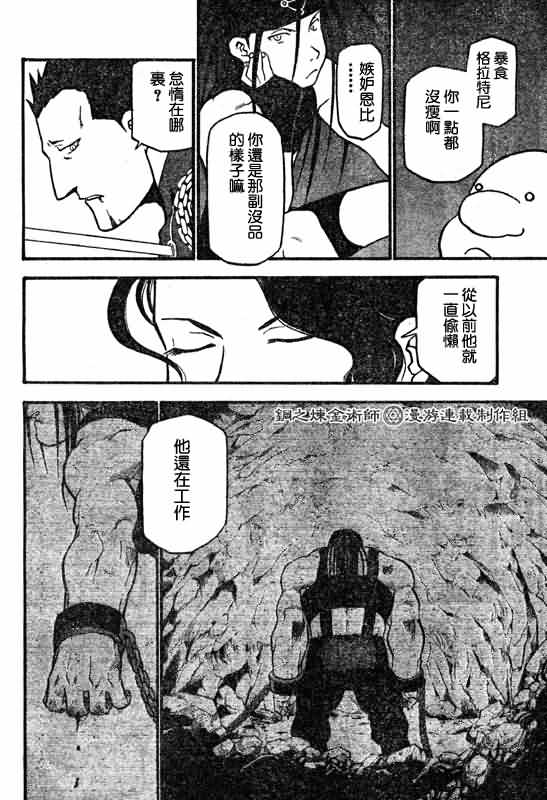 暴食
格拉特尼
你一點都
沒瘦啊
嫉妒恩比
……
你還是那副沒品
的樣子嘛
怠惰在哪
裏？
從以前他就
一直偷懶
鋼之煉金術師 漫游連載制作組
他還在工作